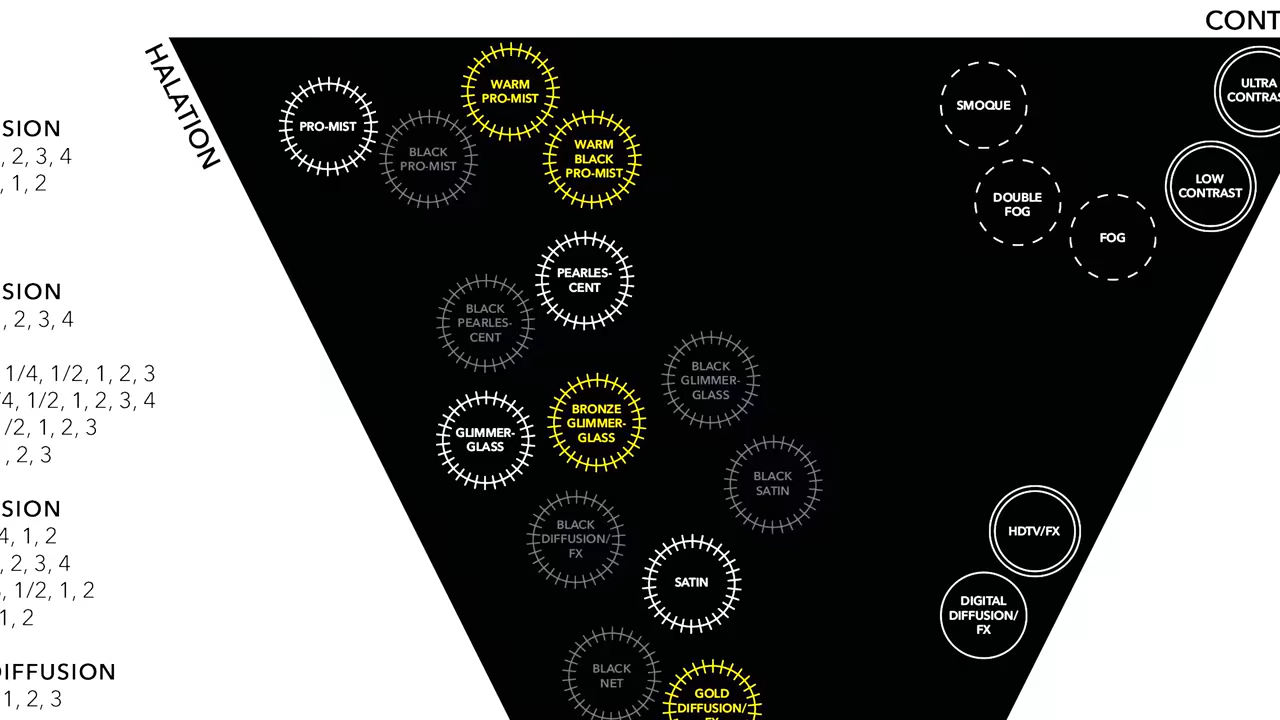 CONT
HALATION
SION
, 2, 3, 4
, 1, 2
SION
, 2, 3, 4
1/4, 1/2, 1, 2, 3
/4, 1/2, 1, 2, 3, 4
/2, 1, 2, 3
, 2, 3
SION
4, 1, 2
, 2, 3, 4
, 1/2, 1, 2
1, 2
DIFFUSION
1, 2, 3
PRO-MIST
BLACK
PRO-MIST
WARM
PRO-MIST
WARM
BLACK
PRO-MIST
SMOQUE
ULTRA
CONTRAS
LOW
CONTRAST
DOUBLE
FOG
FOG
PEARLES-
CENT
BLACK
PEARLES-
CENT
BLACK
GLIMMER-
GLASS
GLIMMER-
GLASS
BRONZE
GLIMMER-
GLASS
BLACK
SATIN
BLACK
DIFFUSION/
FX
SATIN
HDTV/FX
DIGITAL
DIFFUSION/
FX
BLACK
NET
GOLD
DIFFUSION/
FX